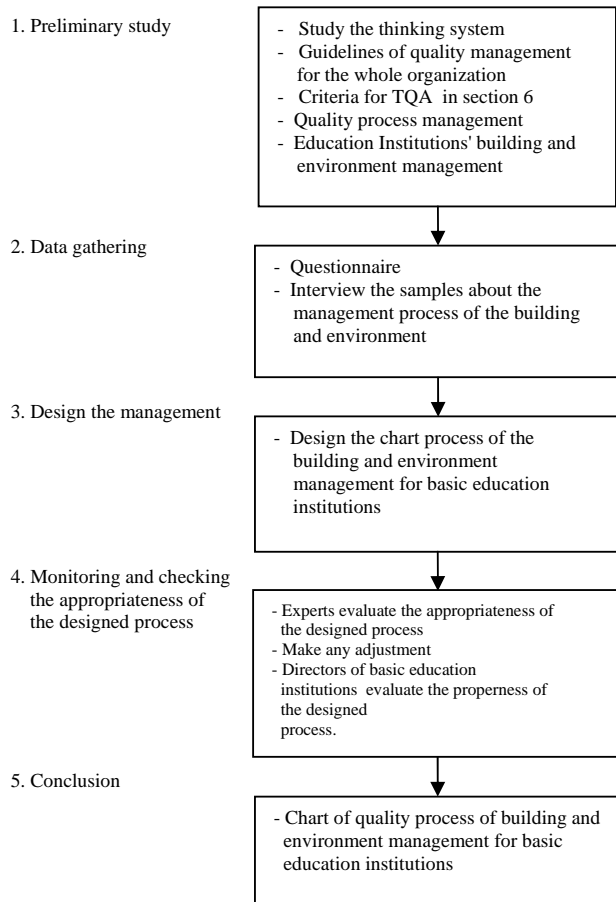 1. Preliminary study
- Study the thinking system
- Guidelines of quality management
for the whole organization
- Criteria for TQA in section 6
- Quality process management
- Education Institutions' building and
environment management
2. Data gathering
- Questionnaire
- Interview the samples about the
management process of the building
and environment
3. Design the management
- Design the chart process of the
building and environment
management for basic education
institutions
4. Monitoring and checking
the appropriateness of
the designed process
- Experts evaluate the appropriateness of
the designed process
- Make any adjustment
- Directors of basic education
institutions evaluate the properness of
the designed
process.
5. Conclusion
- Chart of quality process of building and
environment management for basic
education institutions